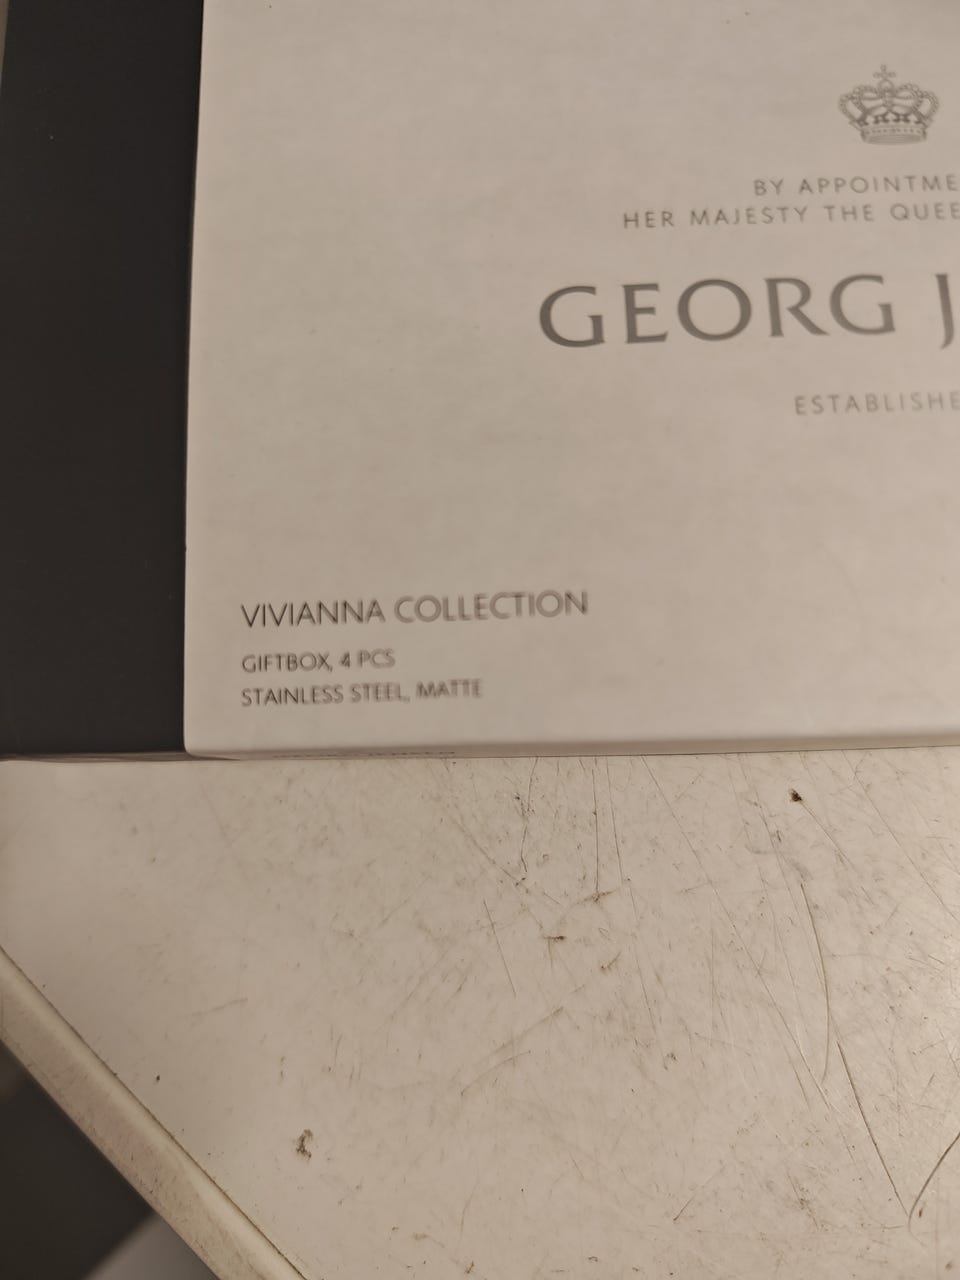 BY APPOINTME
HER MAJESTY THE QUEE
GEORG J
ESTABLISHE
VIVIANNA COLLECTION
GIFTBOX, 4 PCS
STAINLESS STEEL, MATTE